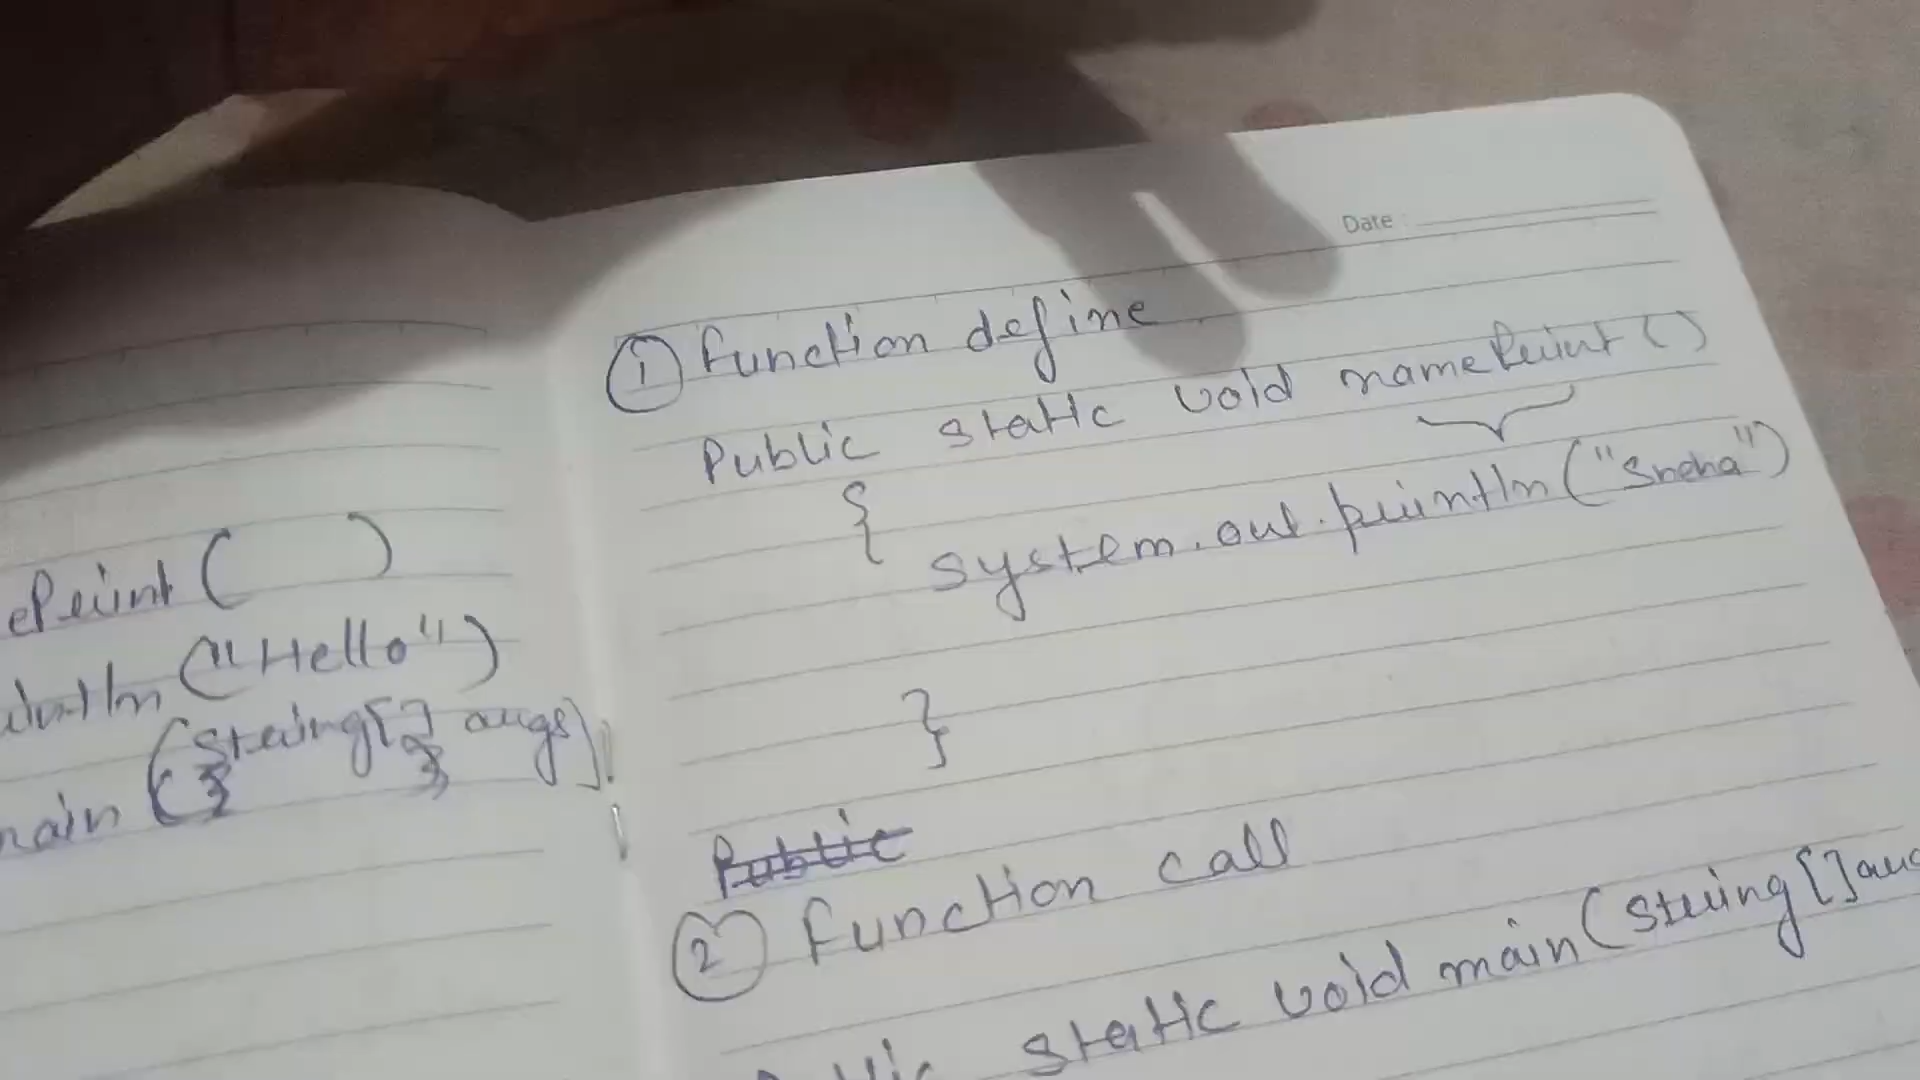 ePrint ( )
intln ("Hello")
main (String[] args)
Date :
① function define
Public static void namePrint ()
{
system.out.println ("Sneha")
}
Public
② function call
static void main (String []